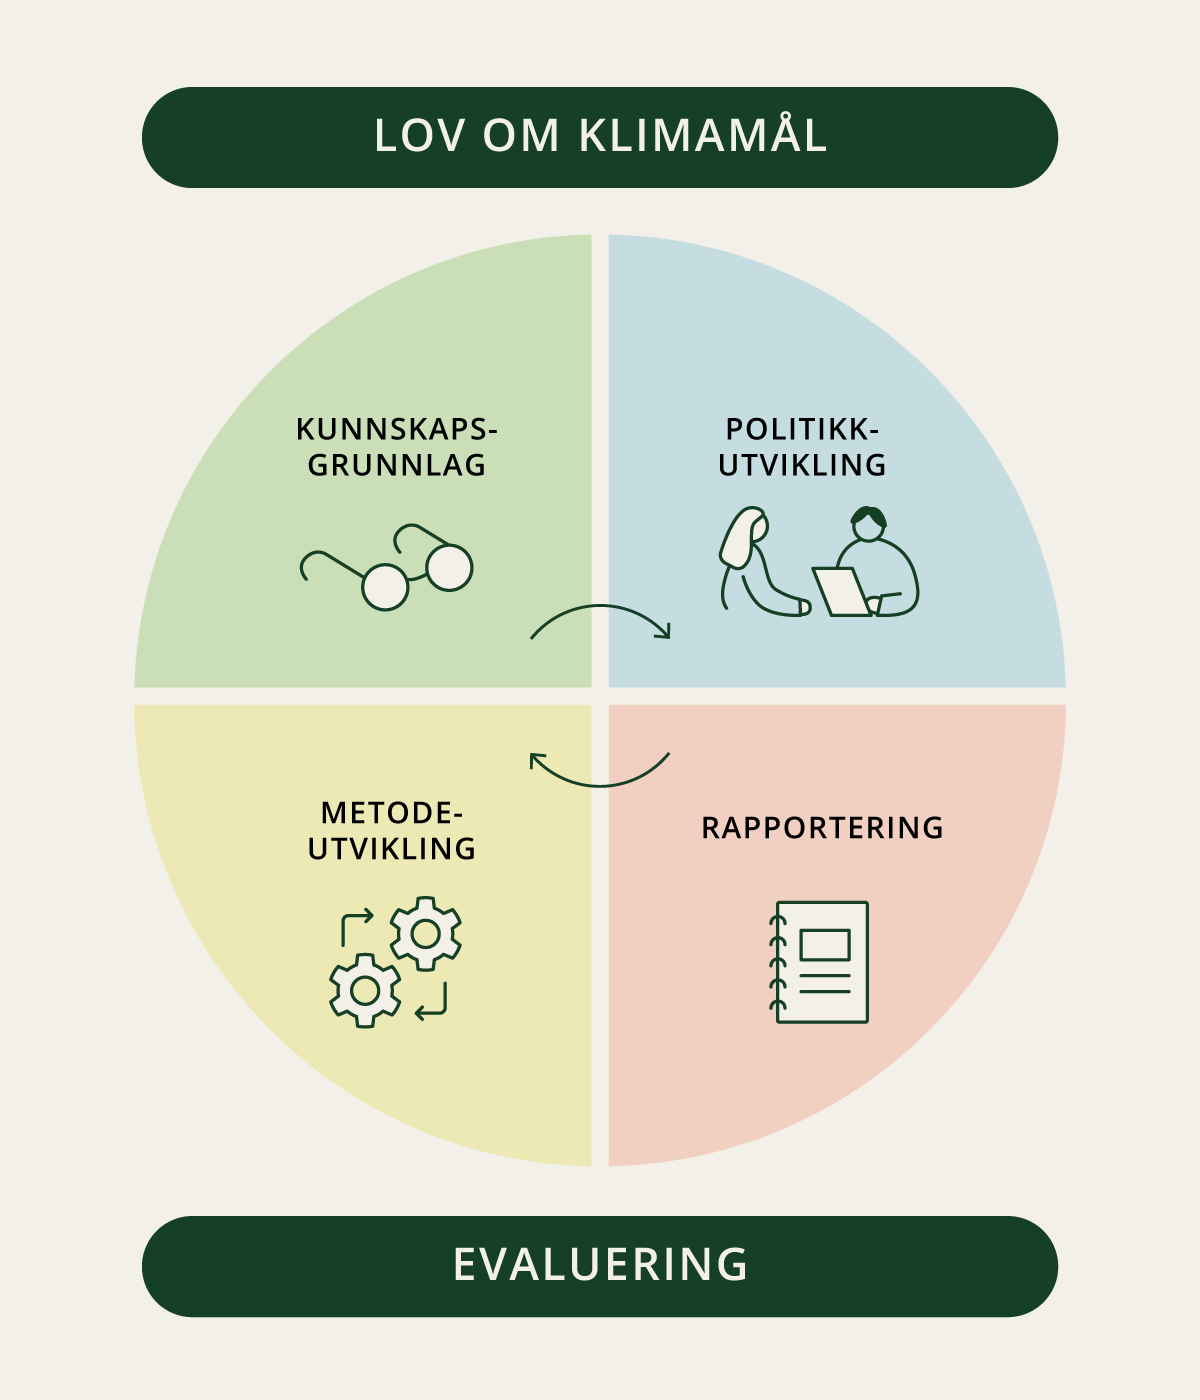 LOV OM KLIMAMÅL
KUNNSKAPS-
GRUNNLAG
POLITIKK-
UTVIKLING
METODE-
UTVIKLING
RAPPORTERING
EVALUERING